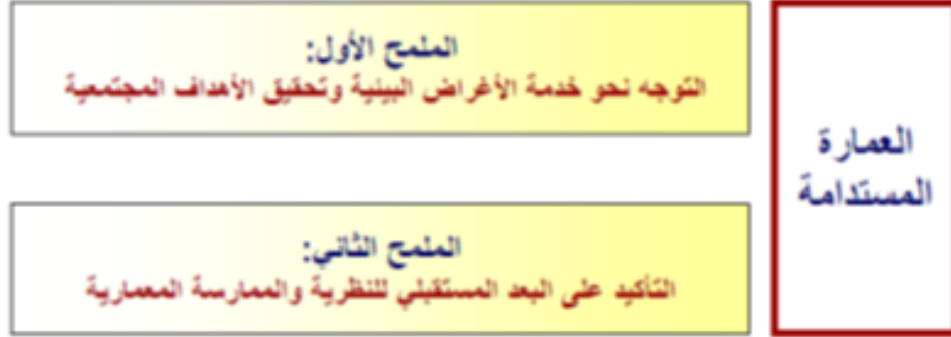 العمارة
المستدامة
الملمح الأول:
التوجه نحو خدمة الأغراض البيئية وتحقيق الأهداف المجتمعية
الملمح الثاني:
التأكيد على البعد المستقبلي للنظرية والممارسة المعمارية